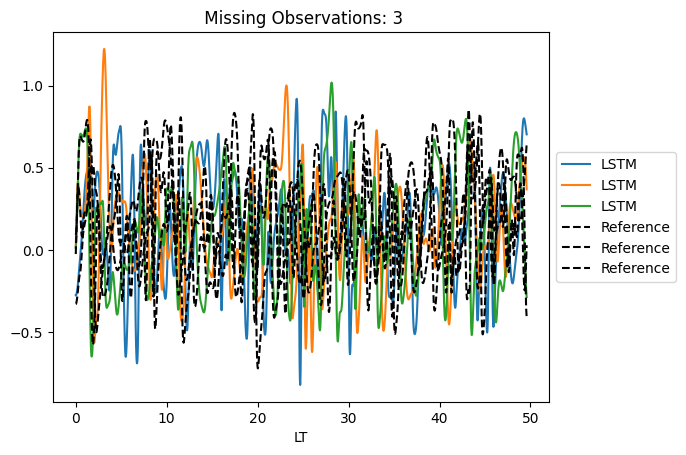 Missing Observations: 3
1.0
0.5
0.0
−0.5
0 10 20 30 40 50
LT
LSTM
LSTM
LSTM
Reference
Reference
Reference